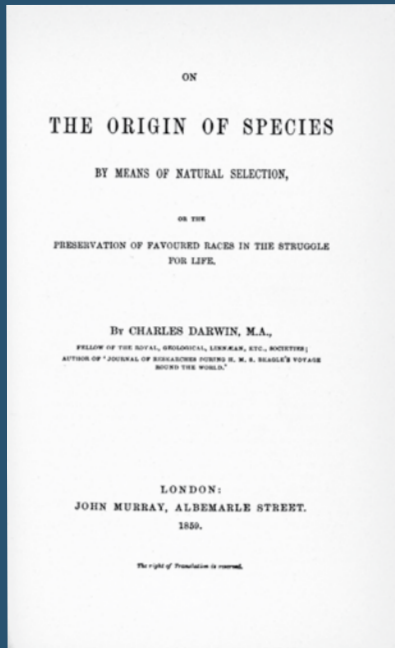 ON
THE ORIGIN OF SPECIES
BY MEANS OF NATURAL SELECTION,
OR THE
PRESERVATION OF FAVOURED RACES IN THE STRUGGLE
FOR LIFE.
By CHARLES DARWIN, M.A.,
FELLOW OF THE ROYAL, GEOLOGICAL, LINNÆAN, ETC., SOCIETIES;
AUTHOR OF 'JOURNAL OF RESEARCHES DURING H. M. S. BEAGLE'S VOYAGE
ROUND THE WORLD.'
LONDON:
JOHN MURRAY, ALBEMARLE STREET.
1859.
The right of Translation is reserved.